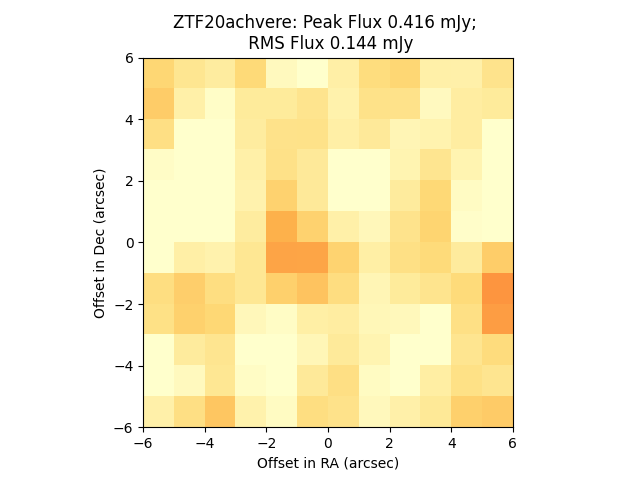 ZTF20achvere: Peak Flux 0.416 mJy;
RMS Flux 0.144 mJy
6
4
2
0
−2
−4
−6
Offset in Dec (arcsec)
−6 −4 −2 0 2 4 6
Offset in RA (arcsec)